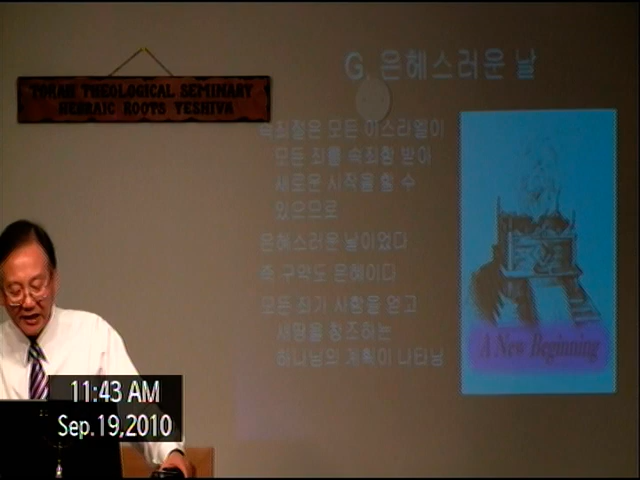 TORAH THEOLOGICAL SEMINARY
HEBRAIC ROOTS YESHIVA
G. 은혜스러운 날
속죄절은 모든 이스라엘이
모든 죄를 속죄함 받아
새로운 시작을 할 수
있으므로
은혜스러운 날이었다
즉 구약도 은혜이다
모든 죄가 사함을 얻고
새땅을 창조하는
하나님의 계획이 나타남
A New Beginning
11:43 AM
Sep.19,2010